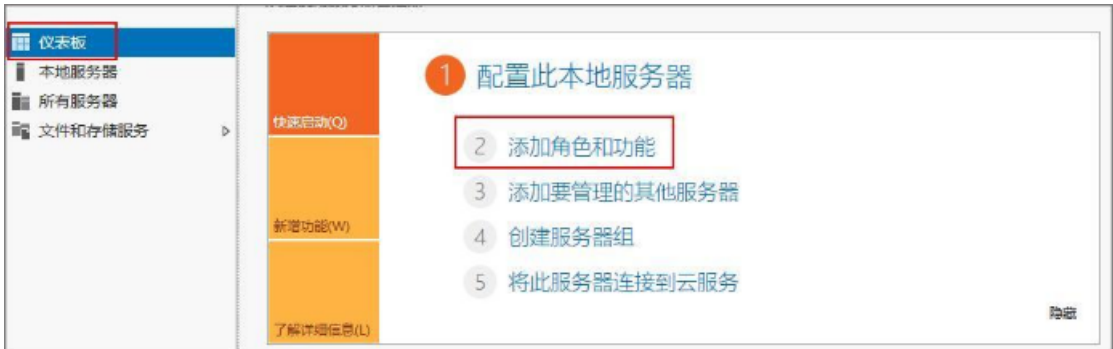 仪表板
本地服务器
所有服务器
文件和存储服务
快速启动(Q)
新增功能(W)
了解详细信息(L)
1 配置此本地服务器
2 添加角色和功能
3 添加要管理的其他服务器
4 创建服务器组
5 将此服务器连接到云服务
隐藏